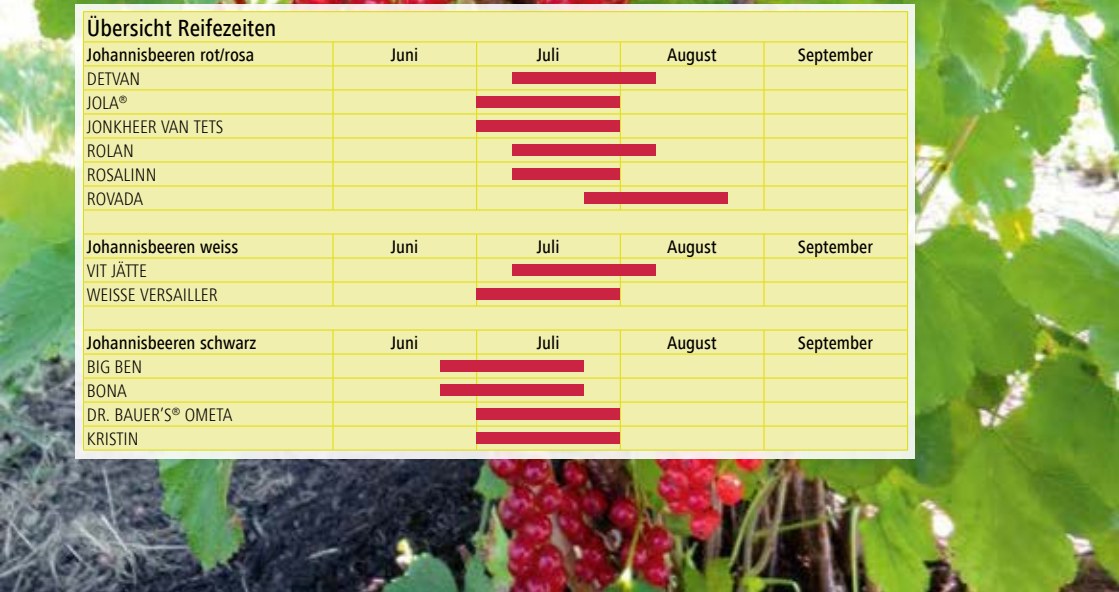 Übersicht Reifezeiten
Johannisbeeren rot/rosa Juni Juli August September
DETVAN
JOLA®
JONKHEER VAN TETS
ROLAN
ROSALINN
ROVADA
Johannisbeeren weiss Juni Juli August September
VIT JÄTTE
WEISSE VERSAILLER
Johannisbeeren schwarz Juni Juli August September
BIG BEN
BONA
DR. BAUER’S® OMETA
KRISTIN